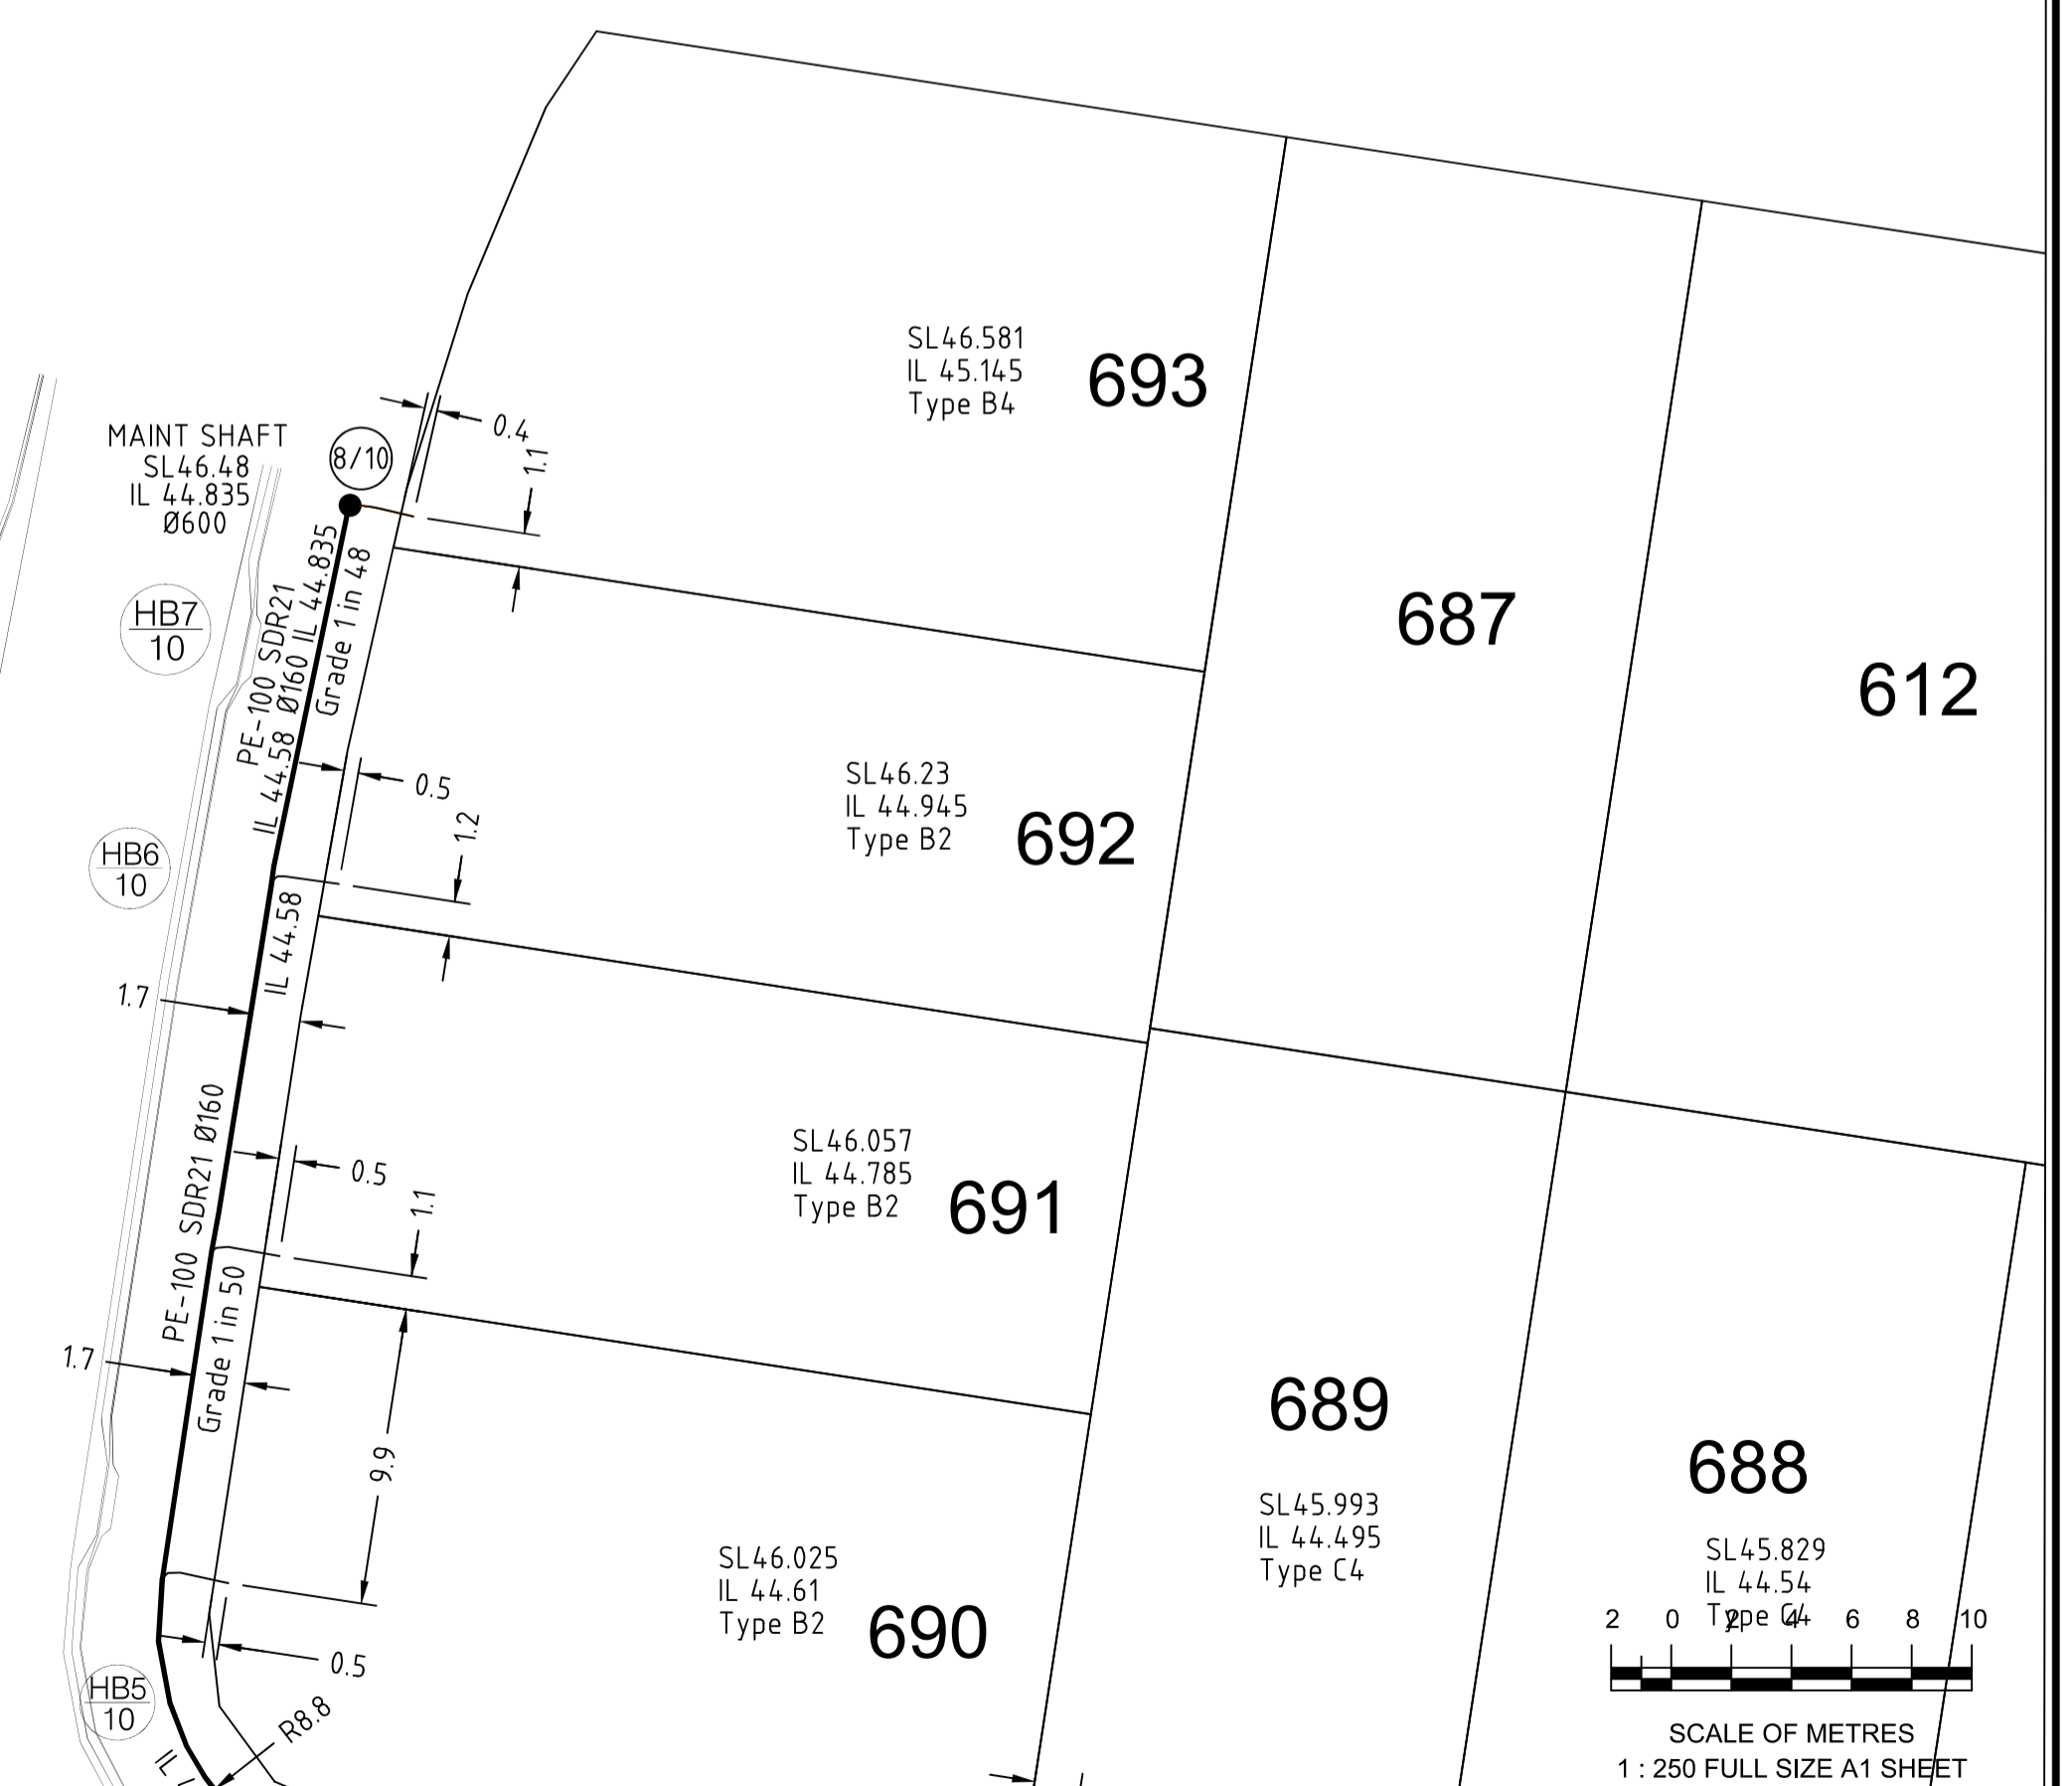 SL46.581
IL 45.145
Type B4
693
MAINT SHAFT
SL46.48
IL 44.835
Ø600
8/10
0.4
1.1
HB7
10
PE-100 SDR21
IL 44.58 Ø160 IL 44.835
Grade 1 in 48
687
612
SL46.23
IL 44.945
Type B2
692
0.5
1.2
HB6
10
IL 44.58
1.7
SL46.057
IL 44.785
Type B2
691
PE-100 SDR21 Ø160
0.5
1.1
Grade 1 in 50
1.7
9.9
689
SL45.993
IL 44.495
Type C4
688
SL45.829
IL 44.54
Type C4
SL46.025
IL 44.61
Type B2
690
0.5
HB5
10
R8.8
IL
2 0 2 4 6 8 10
SCALE OF METRES
1 : 250 FULL SIZE A1 SHEET